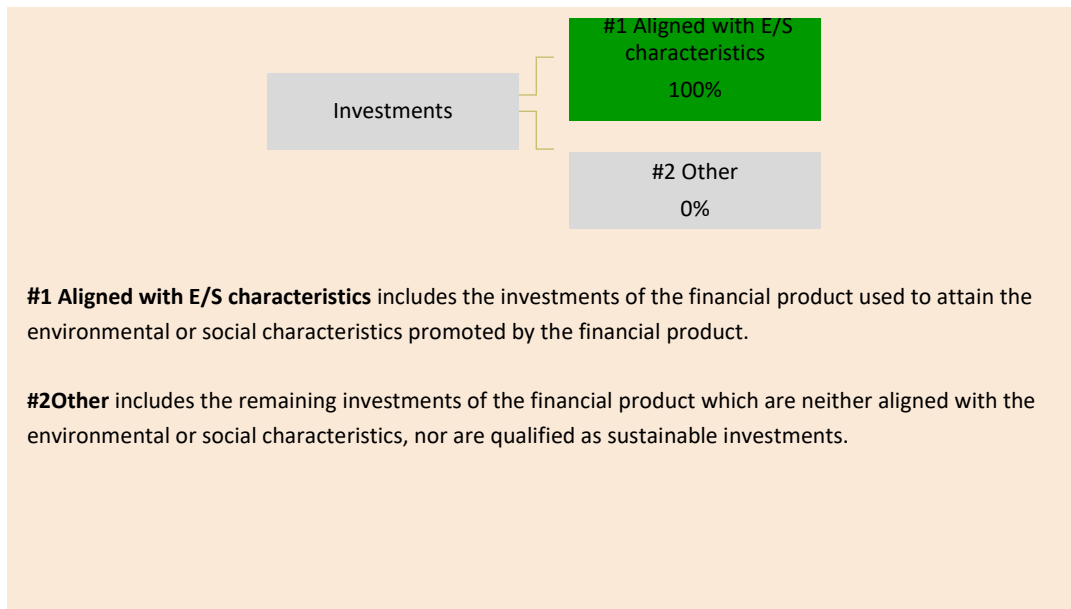 #1 Aligned with E/S
characteristics
100%
Investments
#2 Other
0%
#1 Aligned with E/S characteristics includes the investments of the financial product used to attain the
environmental or social characteristics promoted by the financial product.
#2Other includes the remaining investments of the financial product which are neither aligned with the
environmental or social characteristics, nor are qualified as sustainable investments.